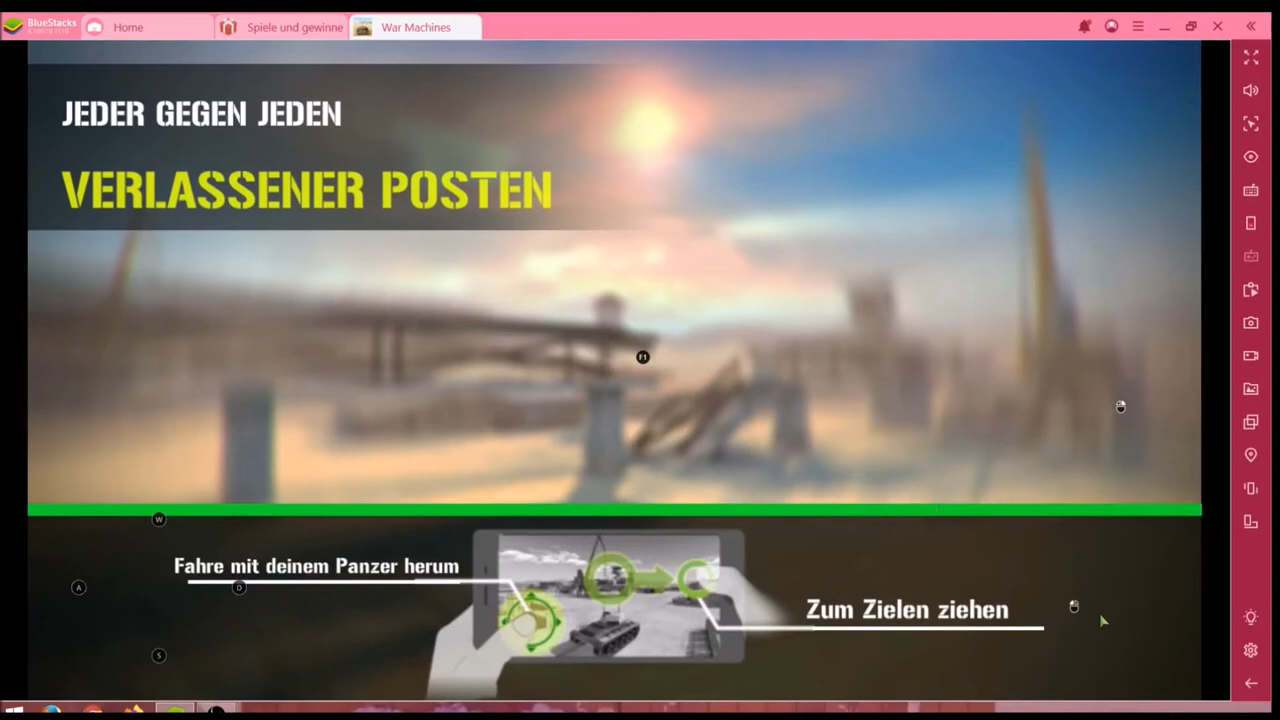 BlueStacks
Home
Spiele und gewinne
War Machines
JEDER GEGEN JEDEN
VERLASSENER POSTEN
F1
W
Fahre mit deinem Panzer herum
A
D
Zum Zielen ziehen
S